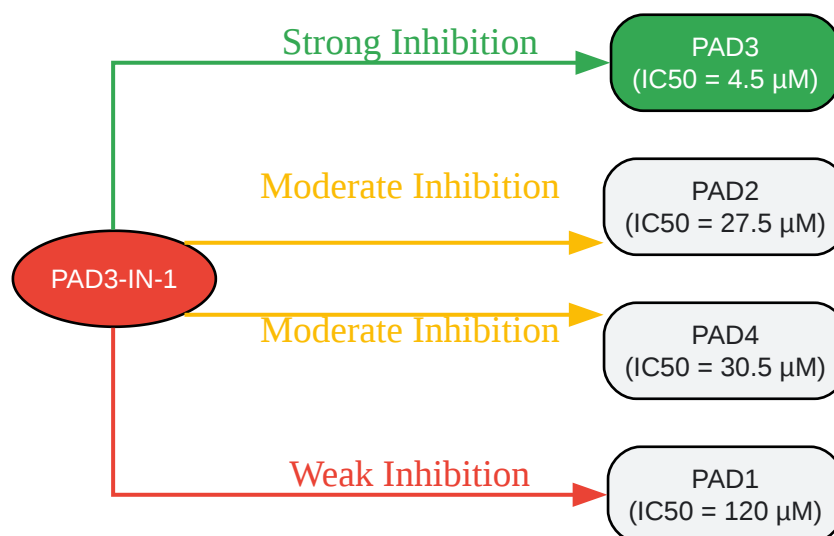 Strong Inhibition
PAD3
(IC50 = 4.5 µM)
Moderate Inhibition
PAD2
(IC50 = 27.5 µM)
PAD3-IN-1
Moderate Inhibition
PAD4
(IC50 = 30.5 µM)
Weak Inhibition
PAD1
(IC50 = 120 µM)